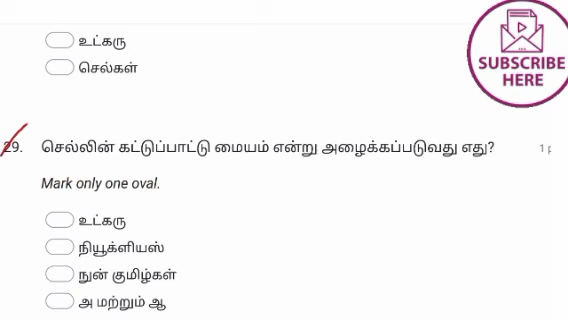 உட்கரு
செல்கள்
SUBSCRIBE
HERE
29. செல்லின் கட்டுப்பாட்டு மையம் என்று அழைக்கப்படுவது எது? 1 p
Mark only one oval.
உட்கரு
நியூக்ளியஸ்
நுன் குமிழ்கள்
அ மற்றும் ஆ